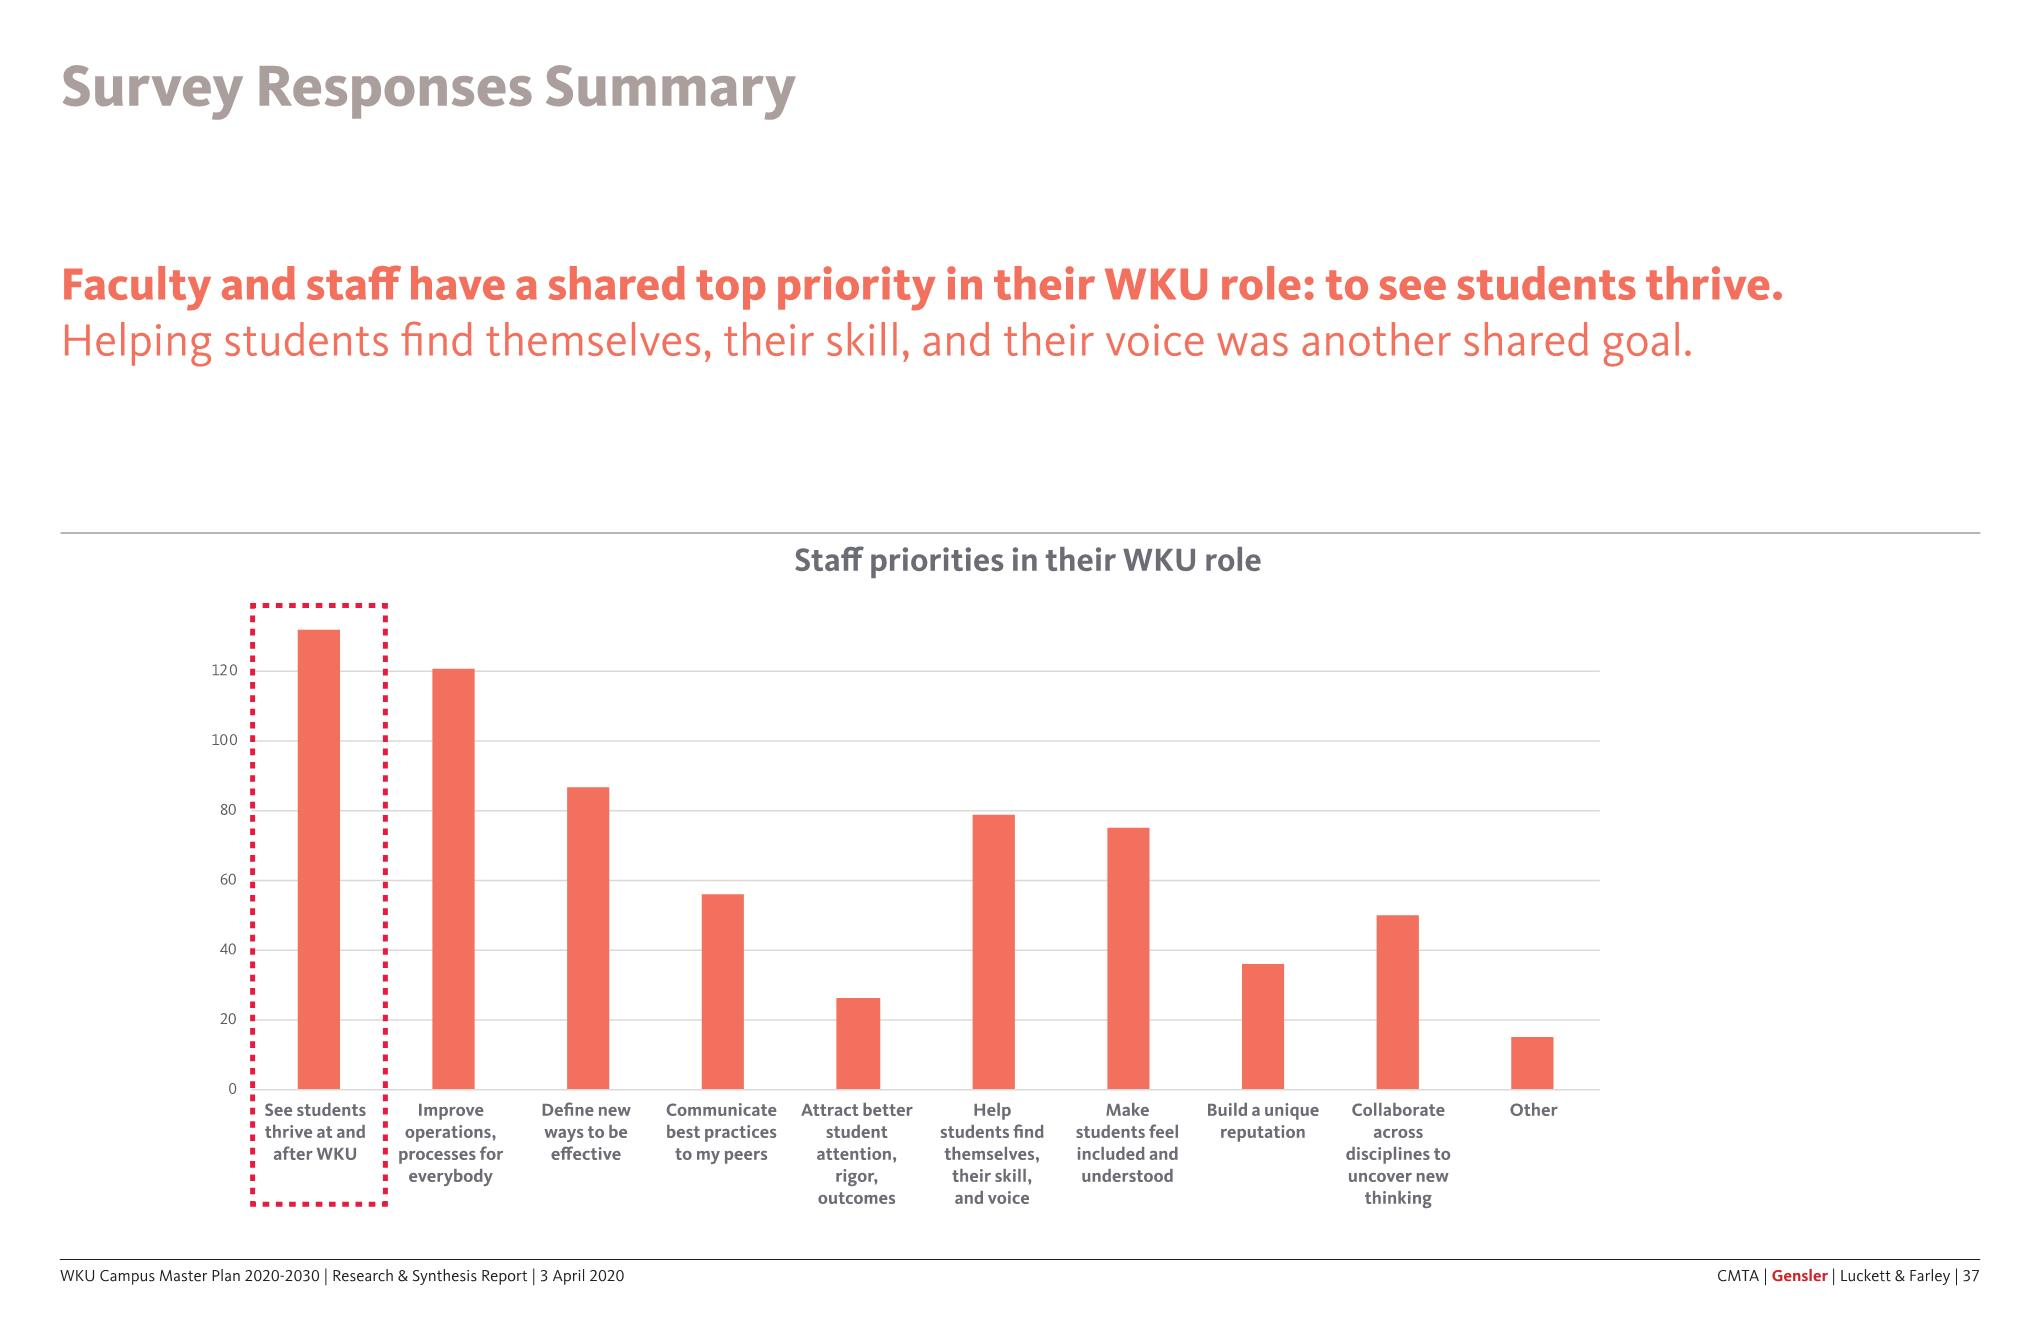 Survey Responses Summary
Faculty and staff have a shared top priority in their WKU role: to see students thrive.
Helping students find themselves, their skill, and their voice was another shared goal.
Staff priorities in their WKU role
120
100
80
60
40
20
0
See students
thrive at and
after WKU
Improve
operations,
processes for
everybody
Define new
ways to be
effective
Communicate
best practices
to my peers
Attract better
student
attention,
rigor,
outcomes
Help
students find
themselves,
their skill,
and voice
Make
students feel
included and
understood
Build a unique
reputation
Collaborate
across
disciplines to
uncover new
thinking
Other
WKU Campus Master Plan 2020-2030 | Research & Synthesis Report | 3 April 2020
CMTA | Gensler | Luckett & Farley | 37